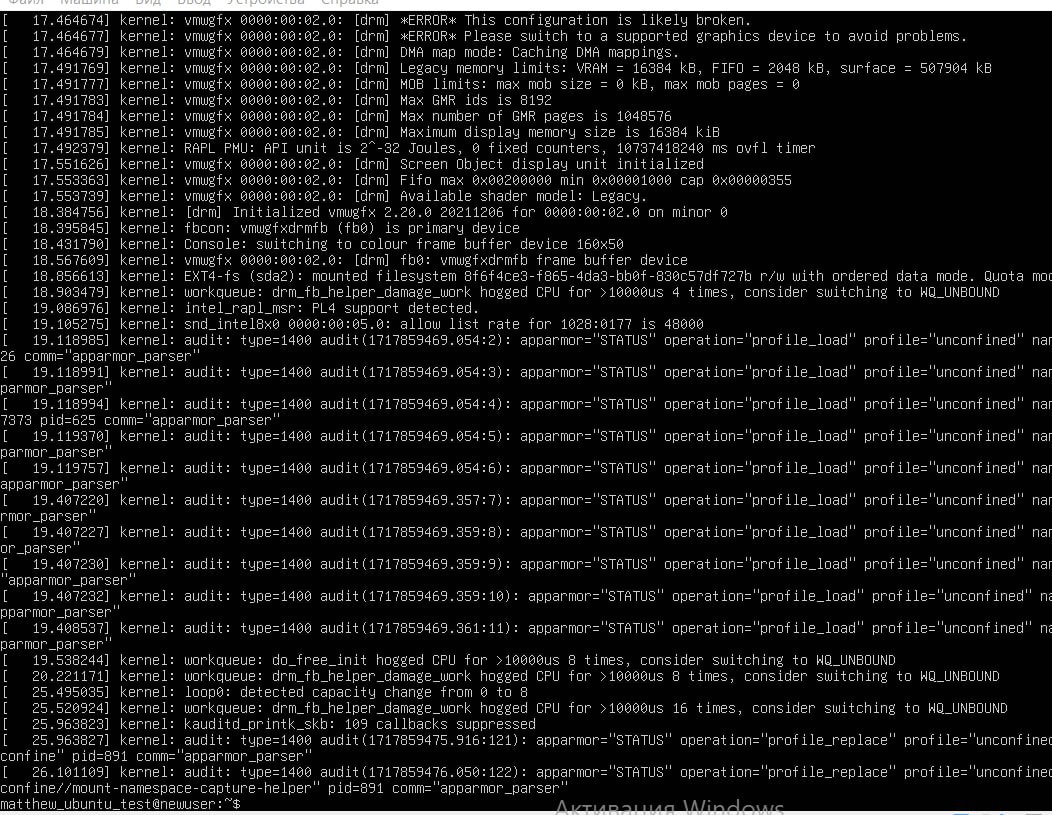 Файл Машина Вид Ввод Устройства Справка
[   17.464674] kernel: vmwgfx 0000:00:02.0: [drm] *ERROR* This configuration is likely broken.
[   17.464677] kernel: vmwgfx 0000:00:02.0: [drm] *ERROR* Please switch to a supported graphics device to avoid problems.
[   17.464680] kernel: vmwgfx 0000:00:02.0: [drm] DMA map mode: Caching DMA mappings.
[   17.491769] kernel: vmwgfx 0000:00:02.0: [drm] Legacy memory limits: VRAM = 16384 kB, FIFO = 2048 kB, surface = 507904 kB
[   17.491777] kernel: vmwgfx 0000:00:02.0: [drm] MOB limits: max mob size = 0 kB, max mob pages = 0
[   17.491783] kernel: vmwgfx 0000:00:02.0: [drm] Max GMR ids is 8192
[   17.491784] kernel: vmwgfx 0000:00:02.0: [drm] Max number of GMR pages is 1048576
[   17.491785] kernel: vmwgfx 0000:00:02.0: [drm] Maximum display memory size is 16384 kiB
[   17.492379] kernel: RAPL PMU: API unit is 2^-32 Joules, 0 fixed counters, 10737418240 ms ovfl timer
[   17.551626] kernel: vmwgfx 0000:00:02.0: [drm] Screen Object display unit initialized
[   17.553363] kernel: vmwgfx 0000:00:02.0: [drm] Fifo max 0x00200000 min 0x00001000 cap 0x00000355
[   17.553739] kernel: vmwgfx 0000:00:02.0: [drm] Available shader model: Legacy.
[   18.384756] kernel: [drm] Initialized vmwgfx 2.20.0 20211206 for 0000:00:02.0 on minor 0
[   18.395845] kernel: fbcon: vmwgfxdrmfb (fb0) is primary device
[   18.431790] kernel: Console: switching to colour frame buffer device 160x50
[   18.567609] kernel: vmwgfx 0000:00:02.0: [drm] fb0: vmwgfxdrmfb frame buffer device
[   18.856613] kernel: EXT4-fs (sda2): mounted filesystem 8f6f4ce3-f865-4da3-bb0f-830c57df727b r/w with ordered data mode. Quota mod
[   18.903479] kernel: workqueue: drm_fb_helper_damage_work hogged CPU for >10000us 4 times, consider switching to WQ_UNBOUND
[   19.086976] kernel: intel_rapl_msr: PL4 support detected.
[   19.105275] kernel: snd_intel8x0 0000:00:05.0: allow list rate for 1028:0177 is 48000
[   19.118985] kernel: audit: type=1400 audit(1717859469.054:2): apparmor="STATUS" operation="profile_load" profile="unconfined" nam
26 comm="apparmor_parser"
[   19.118991] kernel: audit: type=1400 audit(1717859469.054:3): apparmor="STATUS" operation="profile_load" profile="unconfined" nam
parmor_parser"
[   19.118994] kernel: audit: type=1400 audit(1717859469.054:4): apparmor="STATUS" operation="profile_load" profile="unconfined" nam
7373 pid=625 comm="apparmor_parser"
[   19.119370] kernel: audit: type=1400 audit(1717859469.054:5): apparmor="STATUS" operation="profile_load" profile="unconfined" nam
parmor_parser"
[   19.119757] kernel: audit: type=1400 audit(1717859469.054:6): apparmor="STATUS" operation="profile_load" profile="unconfined" nam
apparmor_parser"
[   19.407220] kernel: audit: type=1400 audit(1717859469.357:7): apparmor="STATUS" operation="profile_load" profile="unconfined" nam
rmor_parser"
[   19.407227] kernel: audit: type=1400 audit(1717859469.359:8): apparmor="STATUS" operation="profile_load" profile="unconfined" nam
or_parser"
[   19.407230] kernel: audit: type=1400 audit(1717859469.359:9): apparmor="STATUS" operation="profile_load" profile="unconfined" nam
"apparmor_parser"
[   19.407232] kernel: audit: type=1400 audit(1717859469.359:10): apparmor="STATUS" operation="profile_load" profile="unconfined" na
pparmor_parser"
[   19.408537] kernel: audit: type=1400 audit(1717859469.361:11): apparmor="STATUS" operation="profile_load" profile="unconfined" na
parmor_parser"
[   19.538244] kernel: workqueue: do_free_init hogged CPU for >10000us 8 times, consider switching to WQ_UNBOUND
[   20.221171] kernel: workqueue: drm_fb_helper_damage_work hogged CPU for >10000us 8 times, consider switching to WQ_UNBOUND
[   25.495035] kernel: loop0: detected capacity change from 0 to 8
[   25.520924] kernel: workqueue: drm_fb_helper_damage_work hogged CPU for >10000us 16 times, consider switching to WQ_UNBOUND
[   25.963823] kernel: kauditd_printk_skb: 109 callbacks suppressed
[   25.963827] kernel: audit: type=1400 audit(1717859475.916:121): apparmor="STATUS" operation="profile_replace" profile="unconfined
confine" pid=891 comm="apparmor_parser"
[   26.101109] kernel: audit: type=1400 audit(1717859476.050:122): apparmor="STATUS" operation="profile_replace" profile="unconfined
confine//mount-namespace-capture-helper" pid=891 comm="apparmor_parser"
matthew_ubuntu_test@newuser:~$
Активация Windows